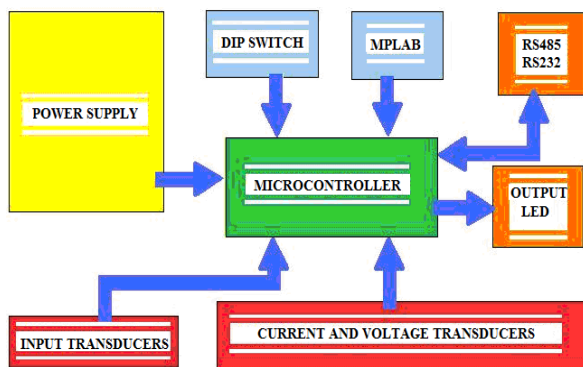 DIP SWITCH
MPLAB
RS485
RS232
POWER SUPPLY
MICROCONTROLLER
OUTPUT
LED
INPUT TRANSDUCERS
CURRENT AND VOLTAGE TRANSDUCERS